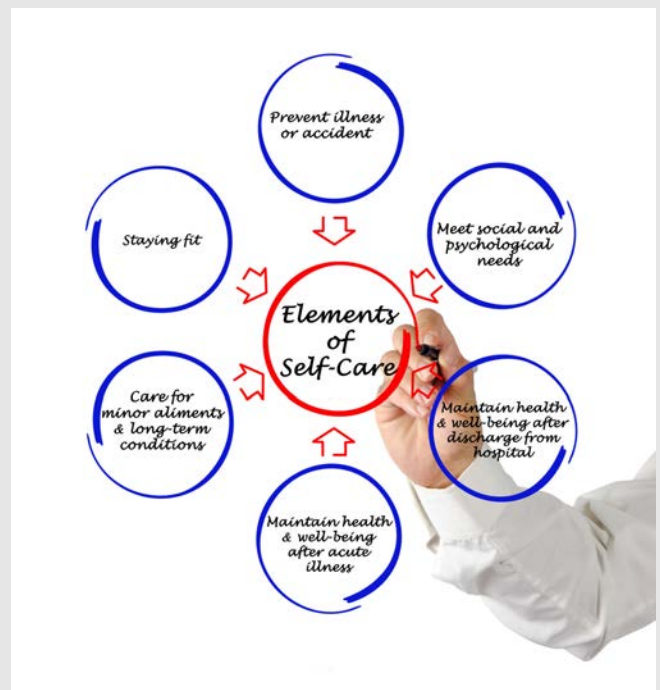 Prevent illness
or accident
Meet social and
psychological
needs
Maintain health
& well-being after
discharge from
hospital
Maintain health
& well-being
after acute
illness
Care for
minor aliments
& long-term
conditions
Staying fit
Elements
of
Self-Care